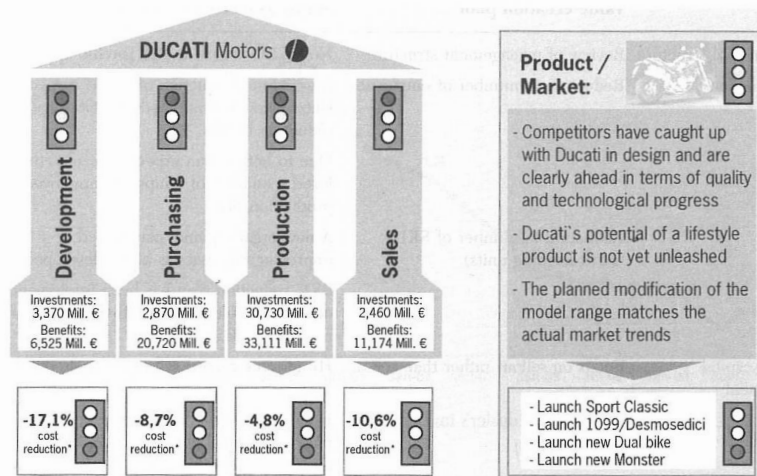 DUCATI Motors
Development
Purchasing
Production
Sales
Investments:
3,370 Mill. €
Benefits:
6,525 Mill. €
Investments:
2,870 Mill. €
Benefits:
20,720 Mill. €
Investments:
30,730 Mill. €
Benefits:
33,111 Mill. €
Investments:
2,460 Mill. €
Benefits:
11,174 Mill. €
-17,1%
cost
reduction*
-8,7%
cost
reduction*
-4,8%
cost
reduction*
-10,6%
cost
reduction*
Product /
Market:
- Competitors have caught up
with Ducati in design and are
clearly ahead in terms of quality
and technological progress
- Ducati`s potential of a lifestyle
product is not yet unleashed
- The planned modification of the
model range matches the
actual market trends
- Launch Sport Classic
- Launch 1099/Desmosedici
- Launch new Dual bike
- Launch new Monster